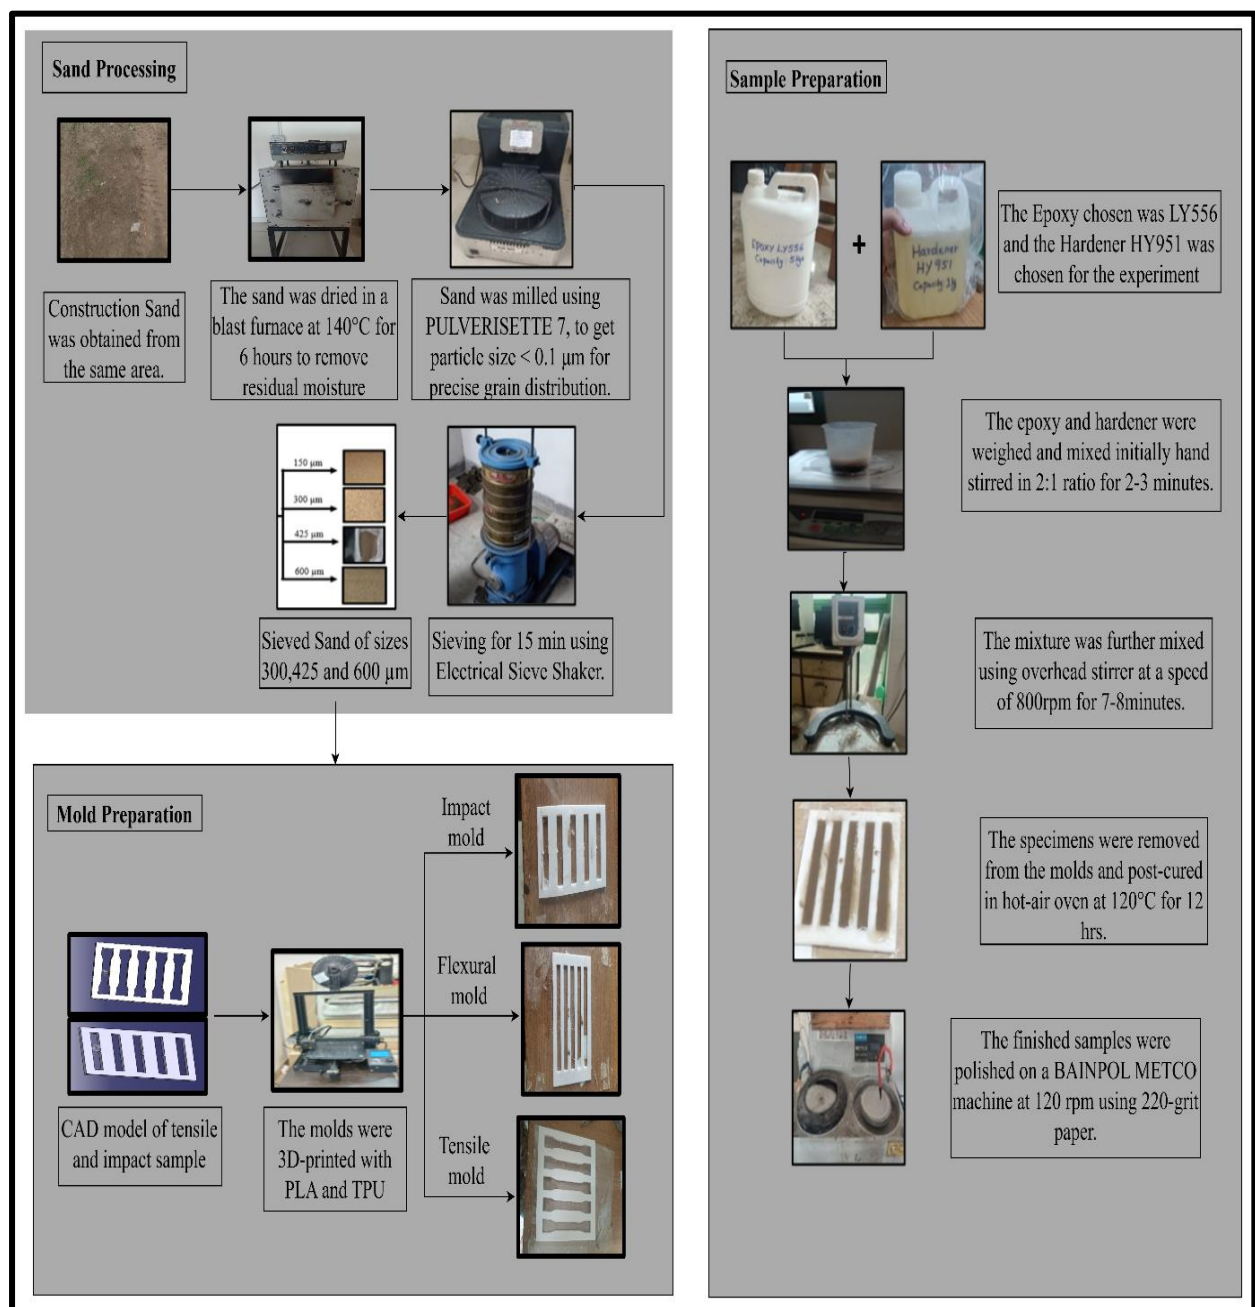 Sand Processing
Construction Sand
was obtained from
the same area.
The sand was dried in a
blast furnace at 140°C for
6 hours to remove
residual moisture
Sand was milled using
PULVERISETTE 7, to get
particle size < 0.1 µm for
precise grain distribution.
150 µm
300 µm
425 µm
600 µm
Sieved Sand of sizes
300,425 and 600 µm
Sieving for 15 min using
Electrical Sieve Shaker.
Mold Preparation
CAD model of tensile
and impact sample
The molds were
3D-printed with
PLA and TPU
Impact
mold
Flexural
mold
Tensile
mold
Sample Preparation
Epoxy LY556
+
Hardener
HY951
The Epoxy chosen was LY556
and the Hardener HY951 was
chosen for the experiment
The epoxy and hardener were
weighed and mixed initially hand
stirred in 2:1 ratio for 2-3 minutes.
The mixture was further mixed
using overhead stirrer at a speed
of 800rpm for 7-8minutes.
The specimens were removed
from the molds and post-cured
in hot-air oven at 120°C for 12
hrs.
The finished samples were
polished on a BAINPOL METCO
machine at 120 rpm using 220-grit
paper.